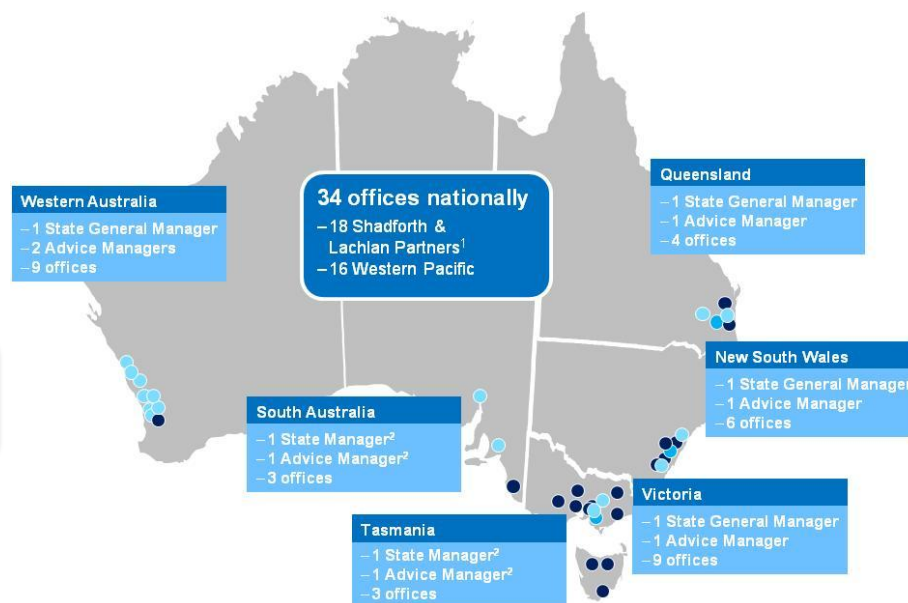 34 offices nationally
–18 Shadforth &
Lachlan Partners¹
–16 Western Pacific
Western Australia
–1 State General Manager
–2 Advice Managers
–9 offices
Queensland
–1 State General Manager
–1 Advice Manager
–4 offices
New South Wales
–1 State General Manager
–1 Advice Manager
–6 offices
South Australia
–1 State Manager²
–1 Advice Manager²
–3 offices
Victoria
–1 State General Manager
–1 Advice Manager
–9 offices
Tasmania
–1 State Manager²
–1 Advice Manager²
–3 offices